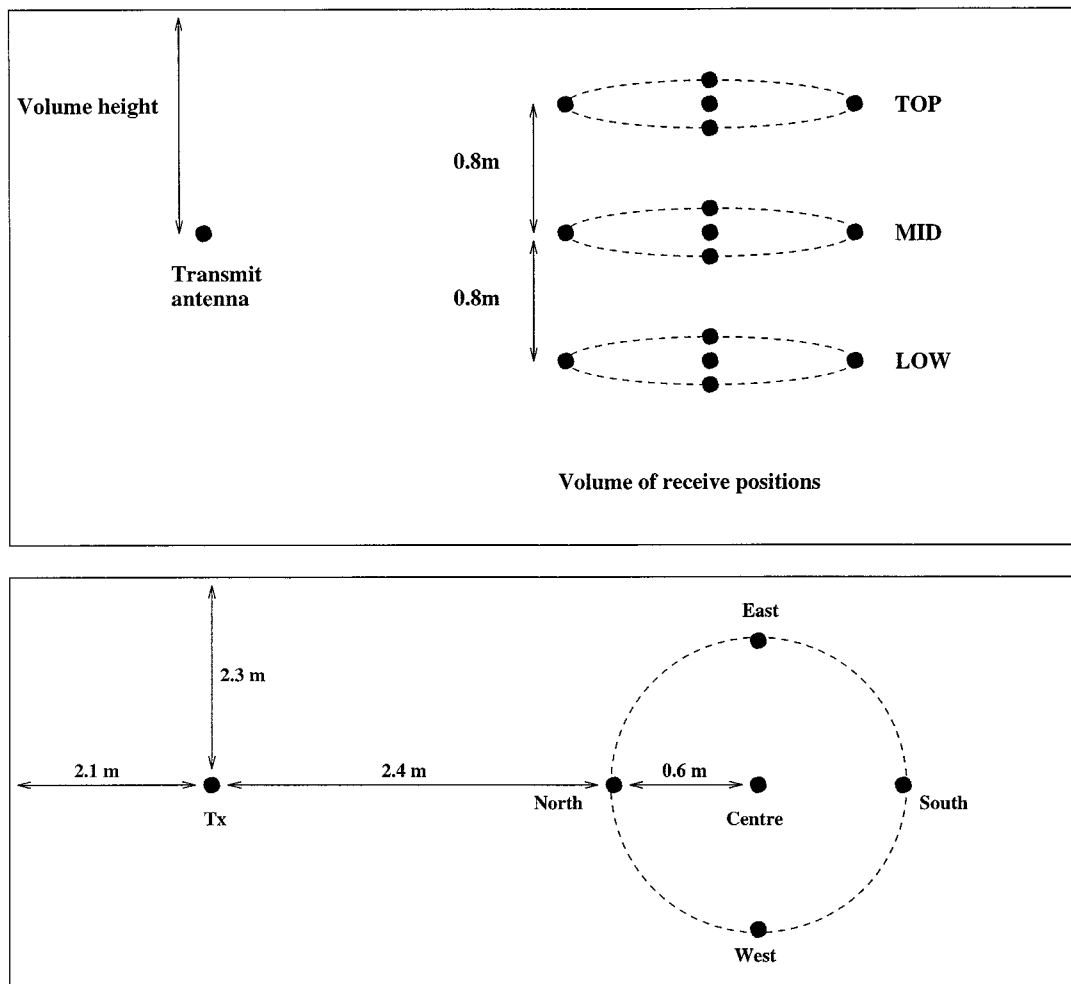 Volume height
TOP
0.8m
MID
Transmit
antenna
0.8m
LOW
Volume of receive positions
East
2.3 m
2.1 m
2.4 m
0.6 m
North
South
Tx
Centre
West